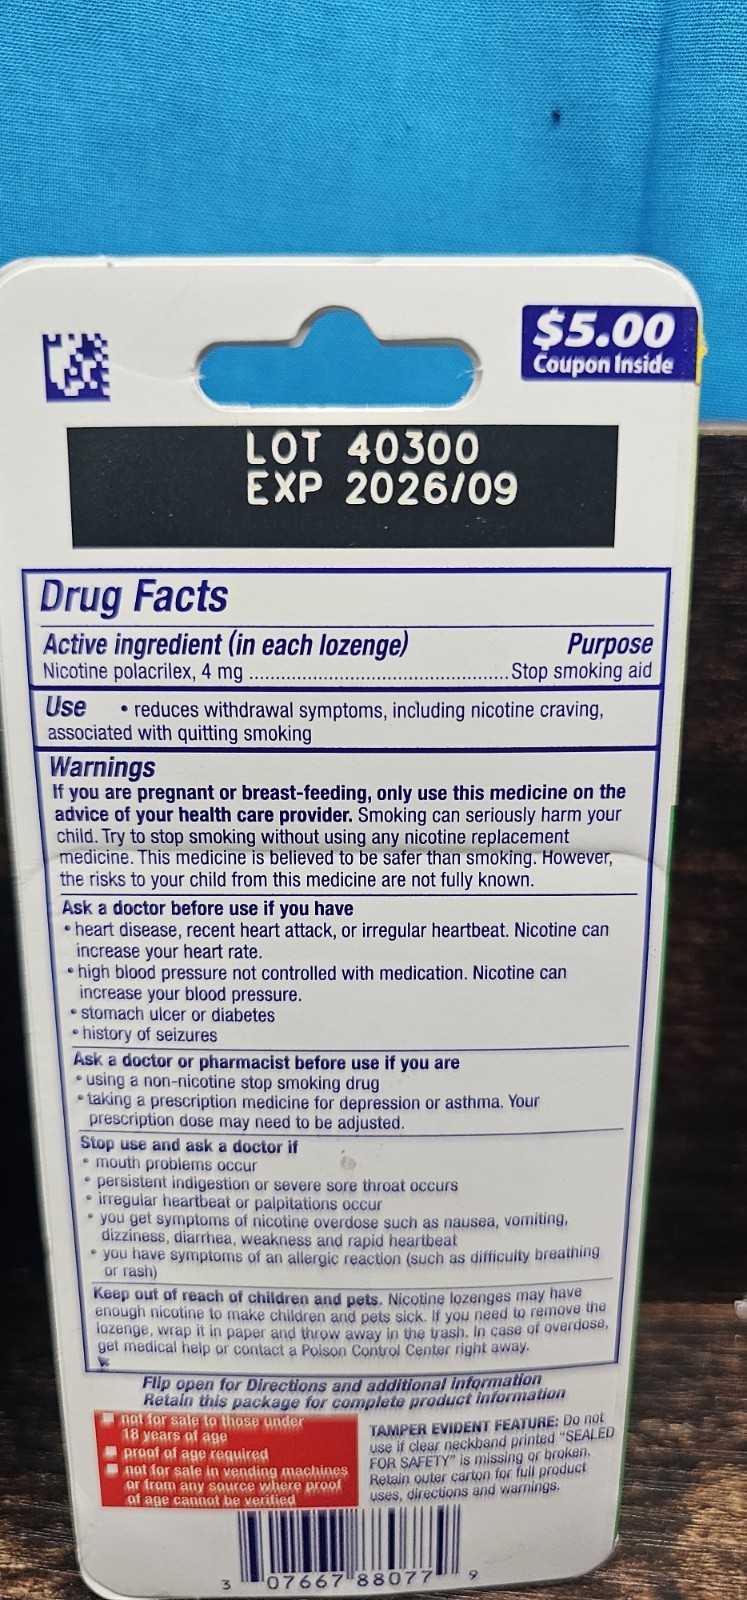 $5.00
Coupon Inside
LOT 40300
EXP 2026/09
Drug Facts
Active ingredient (in each lozenge) Purpose
Nicotine polacrilex, 4 mg ................................................. Stop smoking aid
Use • reduces withdrawal symptoms, including nicotine craving,
associated with quitting smoking
Warnings
If you are pregnant or breast-feeding, only use this medicine on the
advice of your health care provider. Smoking can seriously harm your
child. Try to stop smoking without using any nicotine replacement
medicine. This medicine is believed to be safer than smoking. However,
the risks to your child from this medicine are not fully known.
Ask a doctor before use if you have
• heart disease, recent heart attack, or irregular heartbeat. Nicotine can
increase your heart rate.
• high blood pressure not controlled with medication. Nicotine can
increase your blood pressure.
• stomach ulcer or diabetes
• history of seizures
Ask a doctor or pharmacist before use if you are
• using a non-nicotine stop smoking drug
• taking a prescription medicine for depression or asthma. Your
prescription dose may need to be adjusted.
Stop use and ask a doctor if
• mouth problems occur
• persistent indigestion or severe sore throat occurs
• irregular heartbeat or palpitations occur
• you get symptoms of nicotine overdose such as nausea, vomiting,
dizziness, diarrhea, weakness and rapid heartbeat
• you have symptoms of an allergic reaction (such as difficulty breathing
or rash)
Keep out of reach of children and pets. Nicotine lozenges may have
enough nicotine to make children and pets sick. If you need to remove the
lozenge, wrap it in paper and throw away in the trash. In case of overdose,
get medical help or contact a Poison Control Center right away.
Flip open for Directions and additional information
Retain this package for complete product information
not for sale to those under
18 years of age
proof of age required
not for sale in vending machines
or from any source where proof
of age cannot be verified
TAMPER EVIDENT FEATURE: Do not
use if clear neckband printed "SEALED
FOR SAFETY" is missing or broken.
Retain outer carton for full product
uses, directions and warnings.
3 07667 88077 9